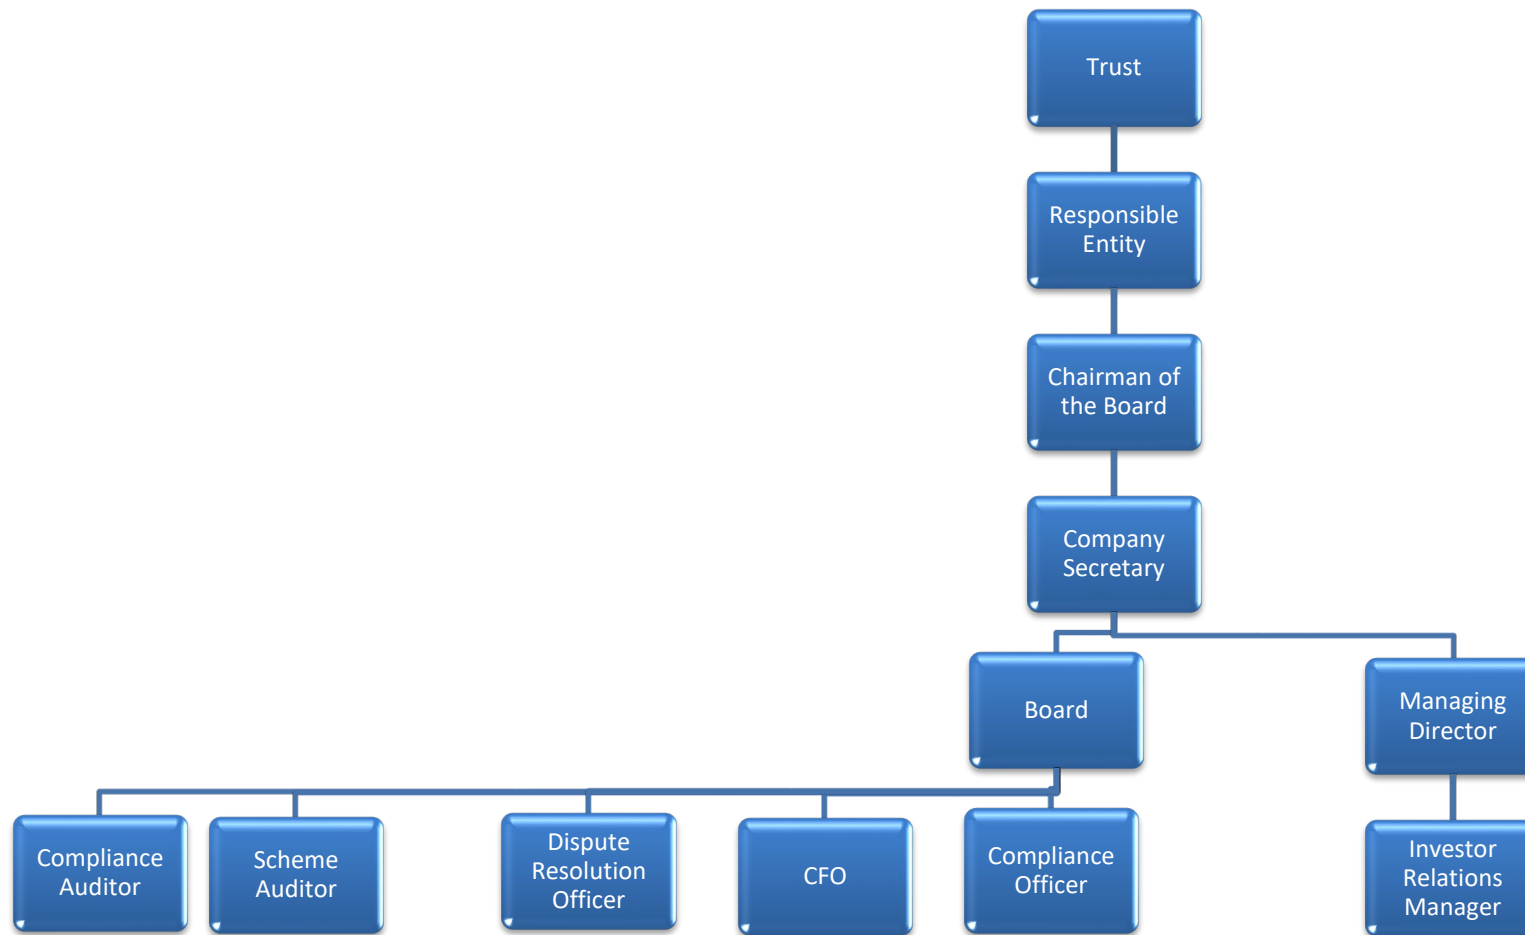 Trust
Responsible
Entity
Chairman of
the Board
Company
Secretary
Board
Managing
Director
Compliance
Auditor
Scheme
Auditor
Dispute
Resolution
Officer
CFO
Compliance
Officer
Investor
Relations
Manager